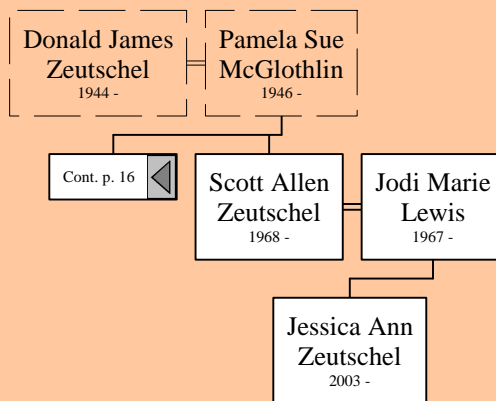 Donald James
Zeutschel
1944 -
Pamela Sue
McGlothlin
1946 -
Cont. p. 16
Scott Allen
Zeutschel
1968 -
Jodi Marie
Lewis
1967 -
Jessica Ann
Zeutschel
2003 -